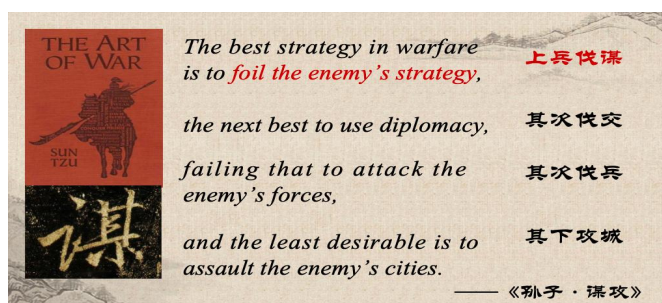 THE ART
OF WAR
SUN
TZU
谋
The best strategy in warfare
is to foil the enemy's strategy,
上兵伐谋
the next best to use diplomacy,
其次伐交
failing that to attack the
enemy's forces,
其次伐兵
and the least desirable is to
assault the enemy's cities.
其下攻城
——《孙子·谋攻》